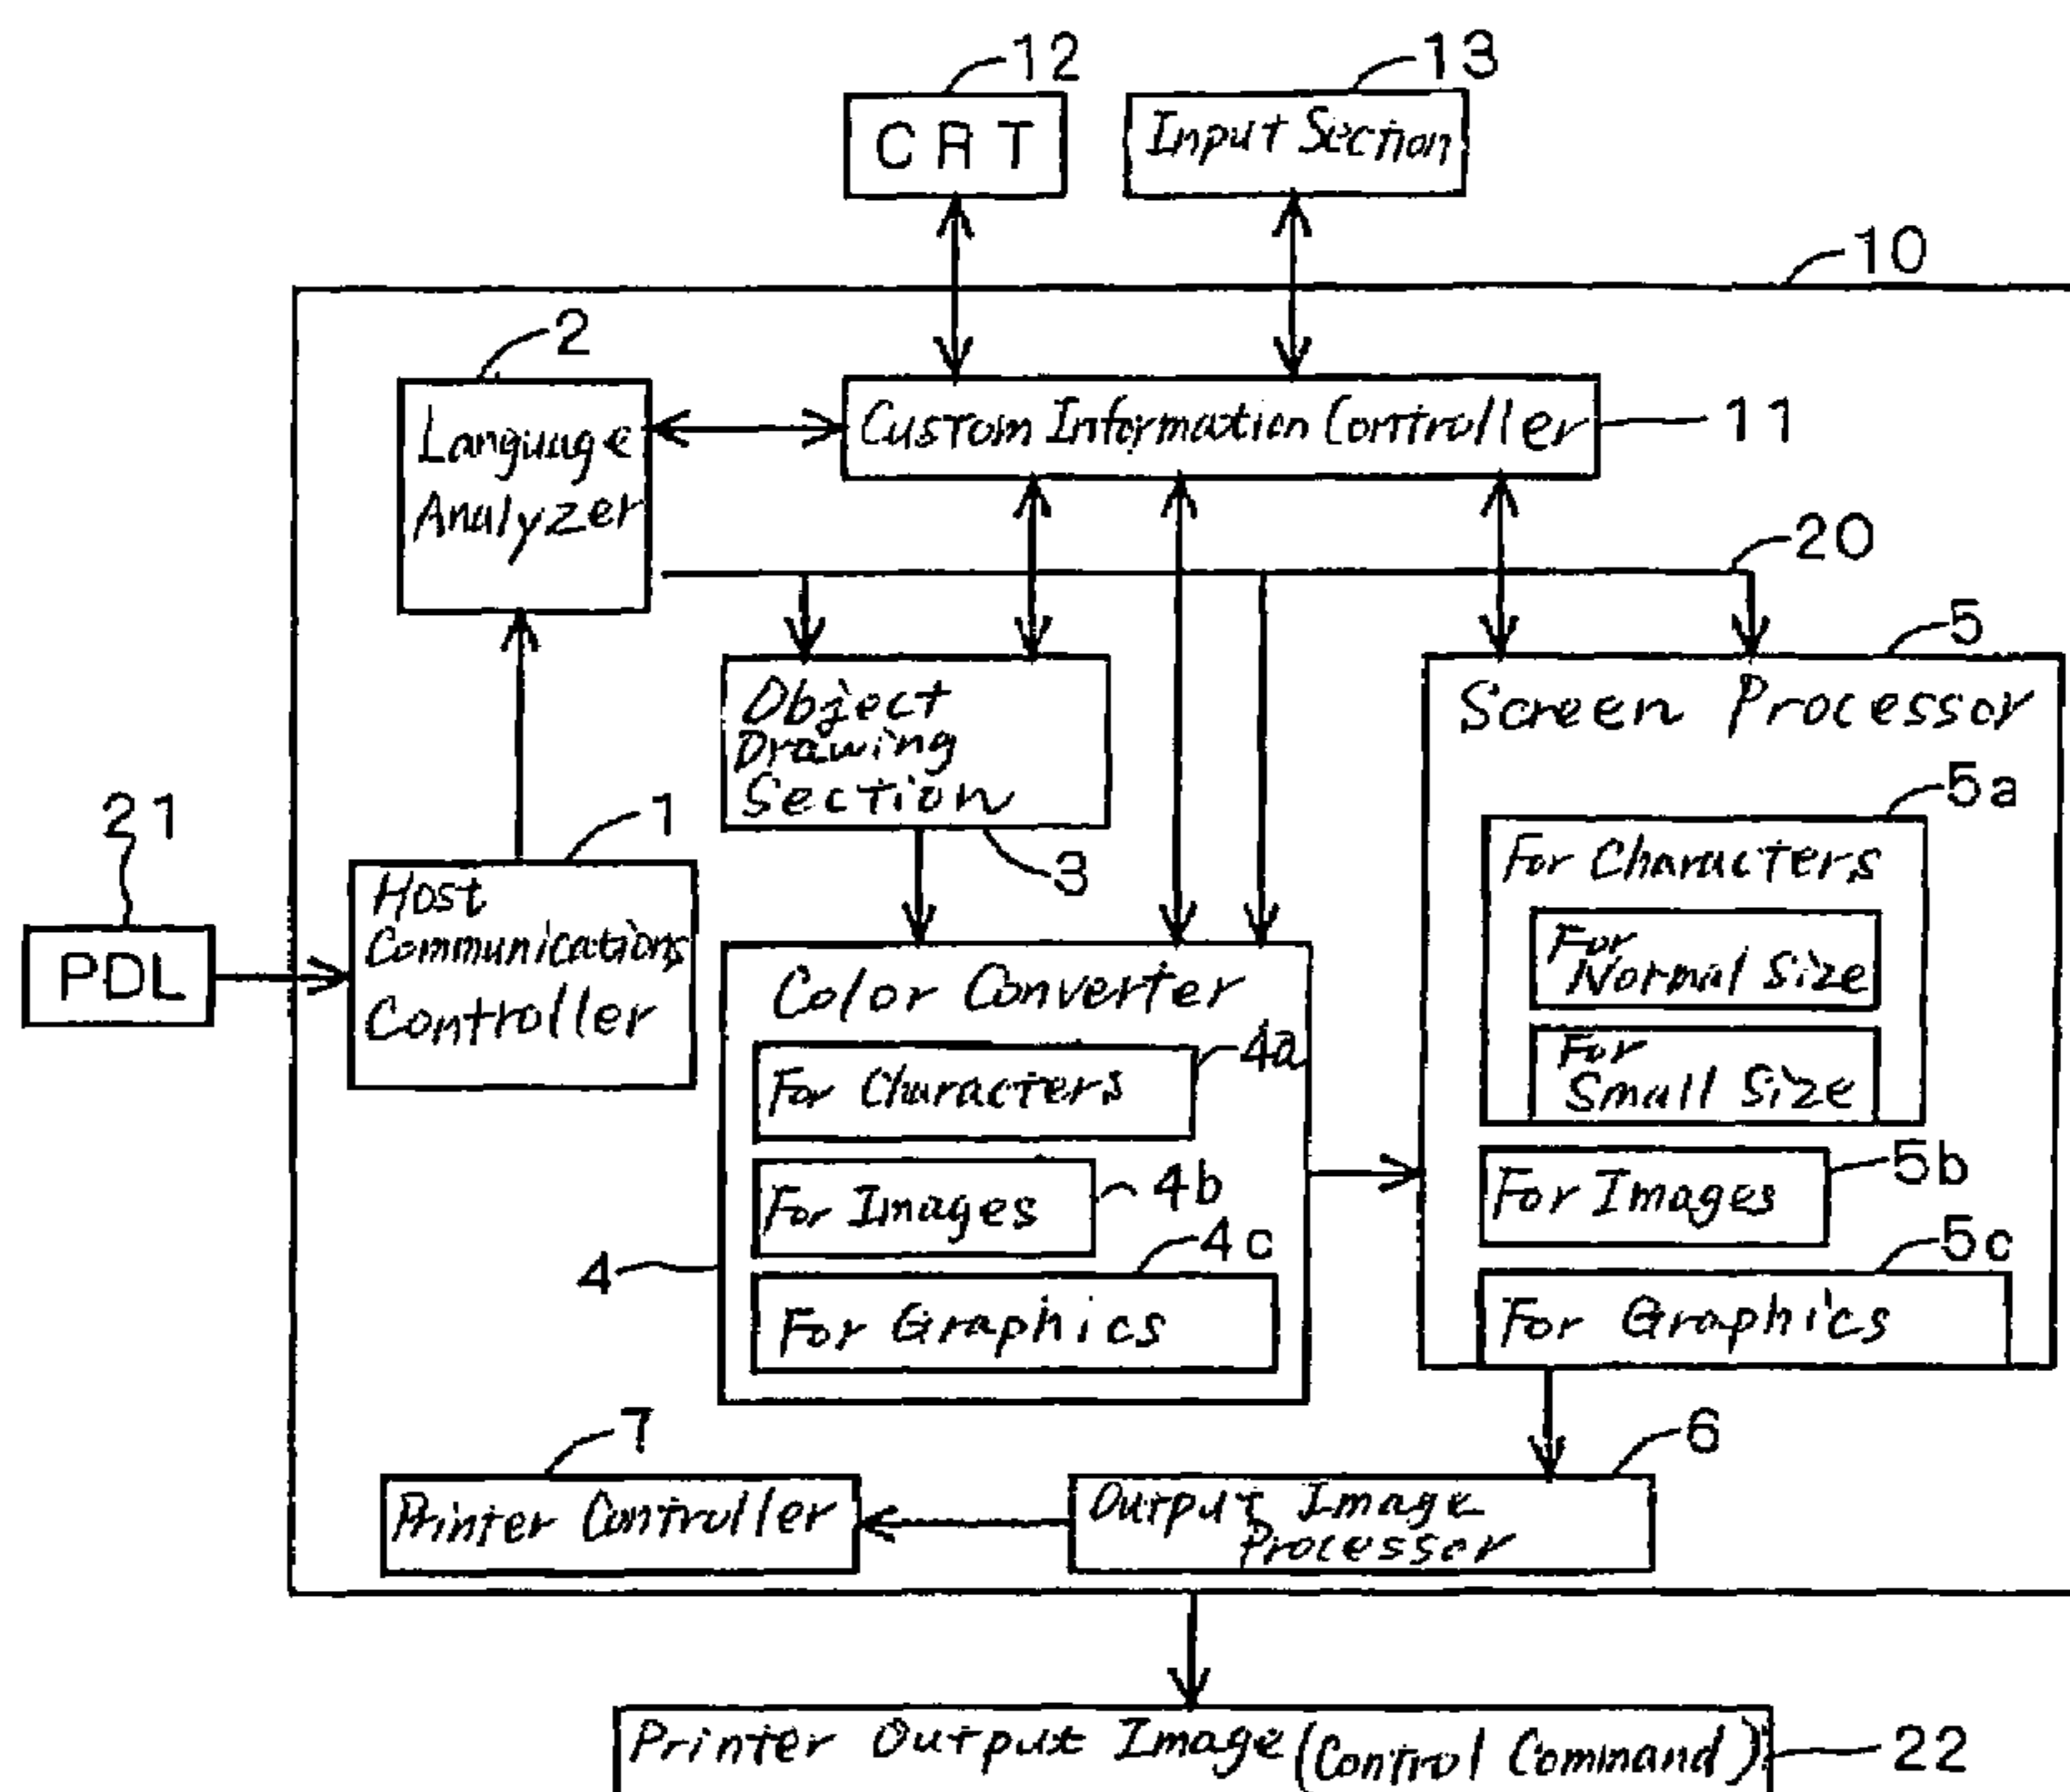 12
13
CRT
Input Section
10
2
Language
Analyzer
Custom Information Controller
11
20
5
Object
Drawing
Section
3
Screen Processor
5a
For Characters
For
Normal Size
For
Small Size
21
PDL
1
Host
Communications
Controller
Color Converter
4a
For Characters
4b
For Images
4c
4
For Graphics
5b
For Images
5c
For Graphics
7
Printer Controller
6
Output Image
Processor
Printer Output Image (Control Command)
22